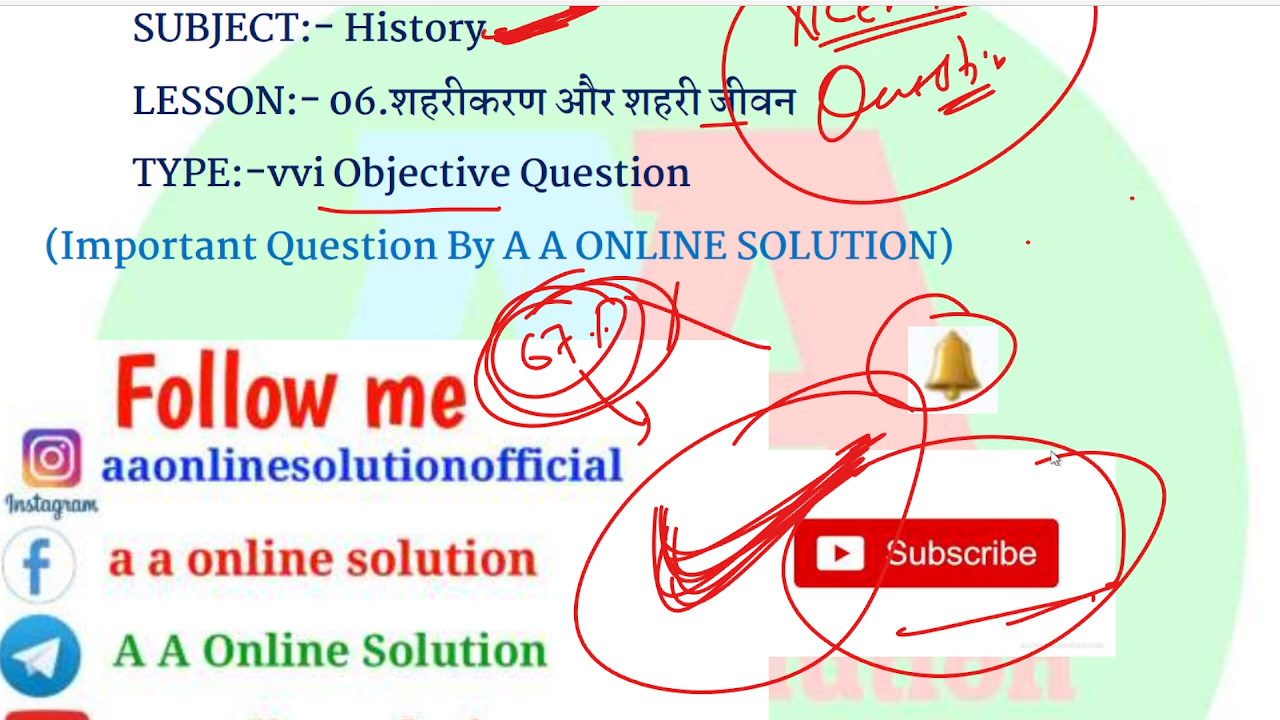 SUBJECT:- History
LESSON:- 06.शहरीकरण और शहरी जीवन
TYPE:-vvi Objective Question
(Important Question By A A ONLINE SOLUTION)
Follow me
aaonlinesolutionofficial
Instagram
a a online solution
Subscribe
A A Online Solution